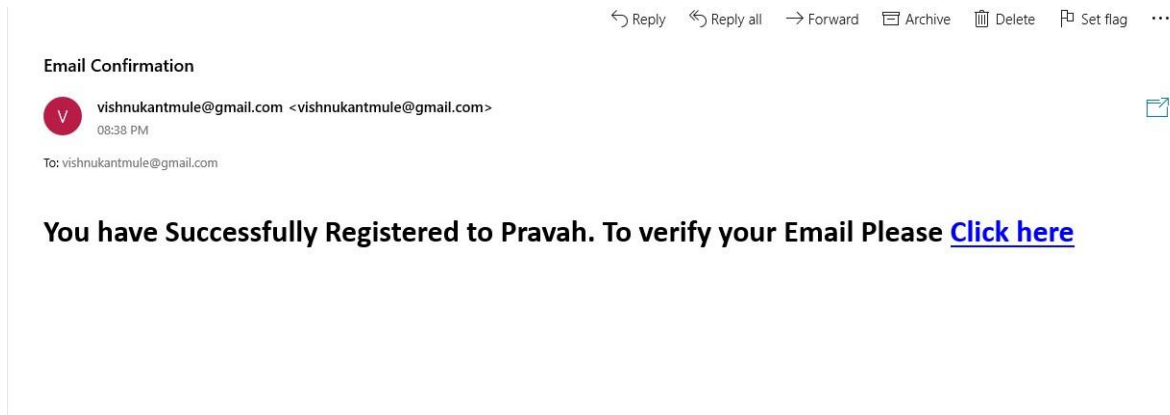 Reply Reply all Forward Archive Delete Set flag ...
Email Confirmation
V
vishnukantmule@gmail.com <vishnukantmule@gmail.com>
08:38 PM
To: vishnukantmule@gmail.com
You have Successfully Registered to Pravah. To verify your Email Please Click here